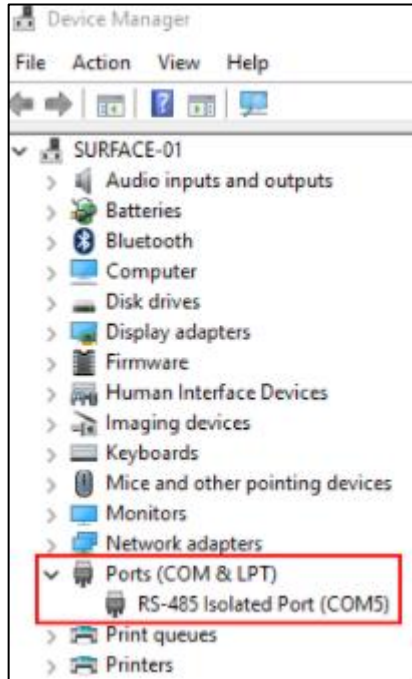 Device Manager
File Action View Help
SURFACE-01
Audio inputs and outputs
Batteries
Bluetooth
Computer
Disk drives
Display adapters
Firmware
Human Interface Devices
Imaging devices
Keyboards
Mice and other pointing devices
Monitors
Network adapters
Ports (COM & LPT)
RS-485 Isolated Port (COM5)
Print queues
Printers